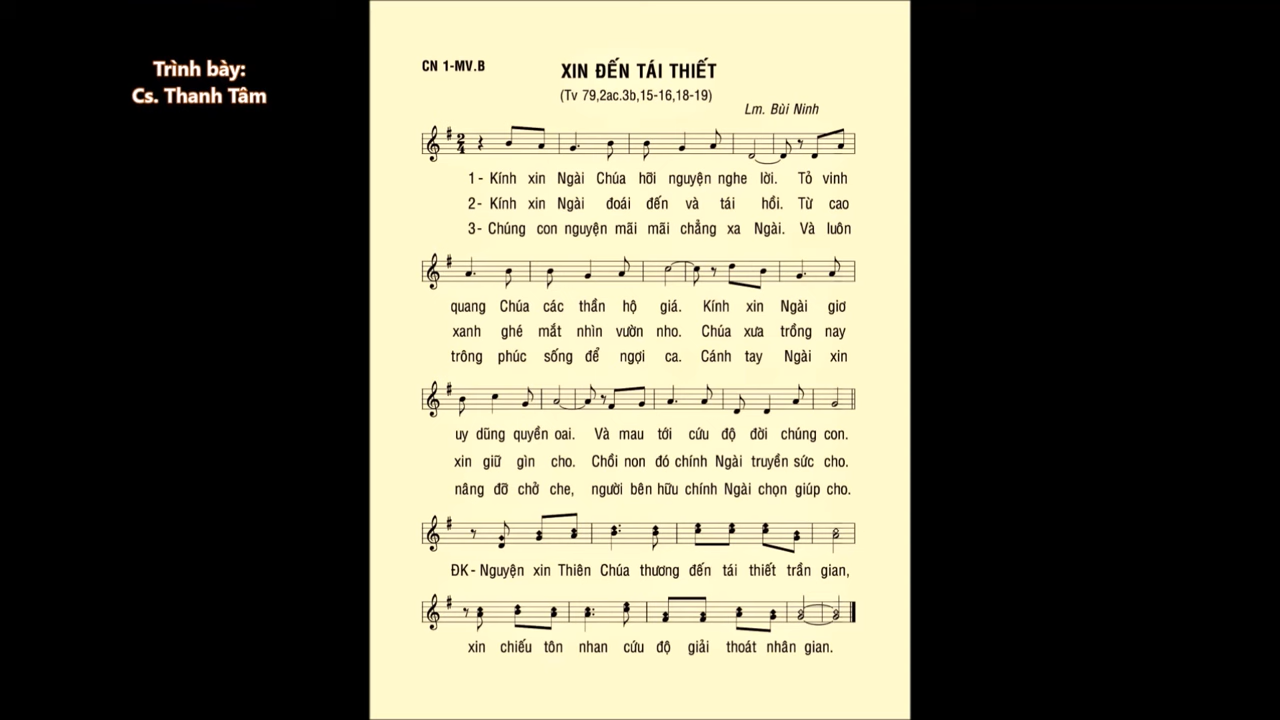 Trình bày:
Cs. Thanh Tâm
CN 1-MV.B
XIN ĐẾN TÁI THIẾT
(Tv 79,2ac.3b,15-16,18-19)
Lm. Bùi Ninh
1- Kính xin Ngài Chúa hỡi nguyện nghe lời. Tỏ vinh
2- Kính xin Ngài đoái đến và tái hồi. Từ cao
3- Chúng con nguyện mãi mãi chẳng xa Ngài. Và luôn
quang Chúa các thần hộ giá. Kính xin Ngài giơ
xanh ghé mắt nhìn vườn nho. Chúa xưa trồng nay
trông phúc sống để ngợi ca. Cánh tay Ngài xin
uy dũng quyền oai. Và mau tới cứu độ đời chúng con.
xin giữ gìn cho. Chồi non đó chính Ngài truyền sức cho.
nâng đỡ chở che, người bên hữu chính Ngài chọn giúp cho.
ĐK - Nguyện xin Thiên Chúa thương đến tái thiết trần gian,
xin chiếu tôn nhan cứu độ giải thoát nhân gian.